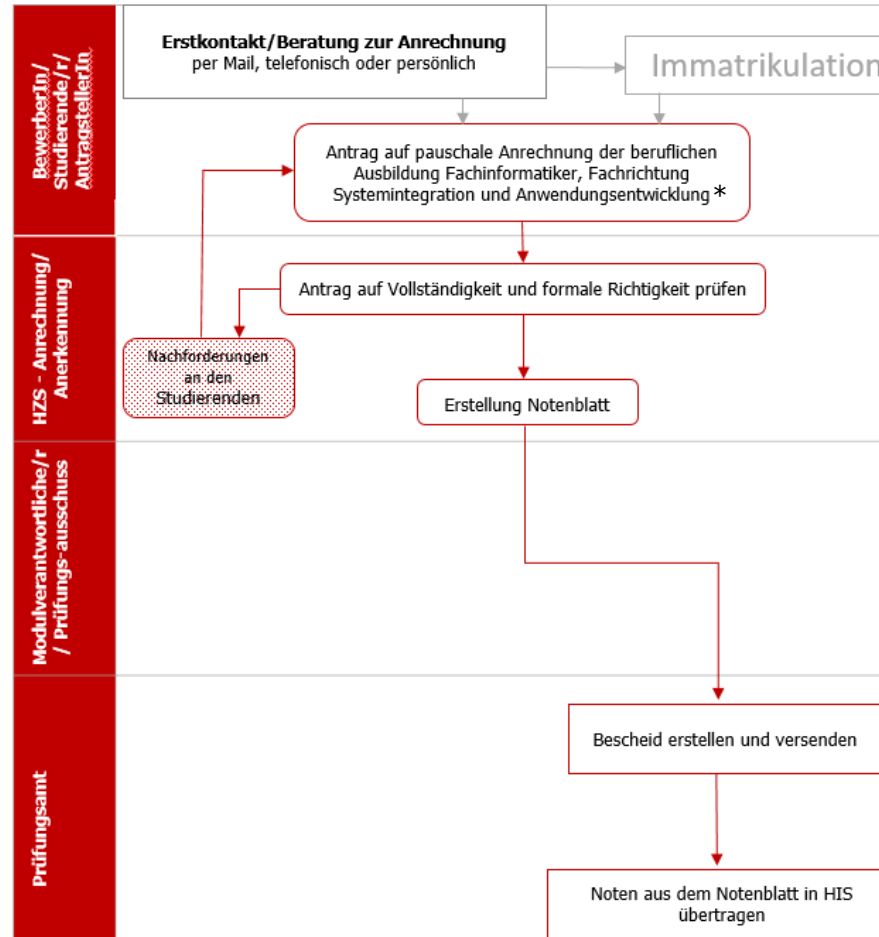 BewerberIn/
Studierende/r/
AntragstellerIn
Erstkontakt/Beratung zur Anrechnung
per Mail, telefonisch oder persönlich
Immatrikulation
Antrag auf pauschale Anrechnung der beruflichen
Ausbildung Fachinformatiker, Fachrichtung
Systemintegration und Anwendungsentwicklung *
HZS - Anrechnung/
Anerkennung
Antrag auf Vollständigkeit und formale Richtigkeit prüfen
Nachforderungen
an den
Studierenden
Erstellung Notenblatt
Modulverantwortliche/r
/ Prüfungs-ausschuss
Prüfungsamt
Bescheid erstellen und versenden
Noten aus dem Notenblatt in HIS
übertragen